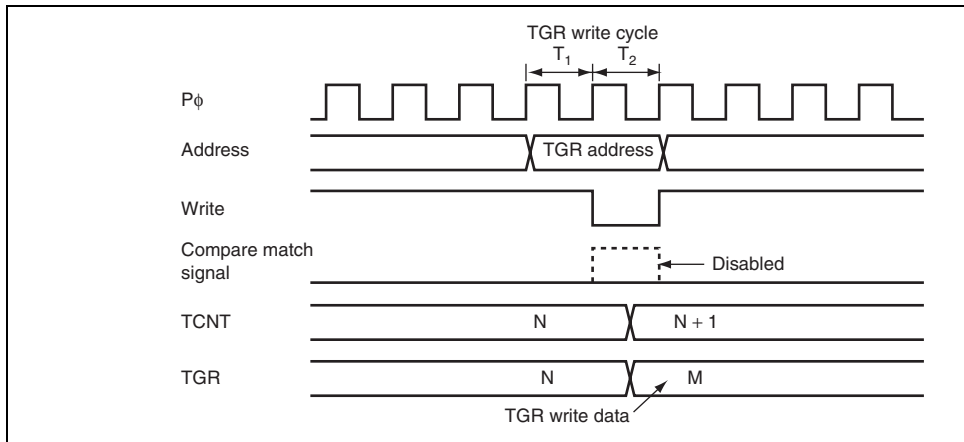 TGR write cycle
T1 T2
Pϕ
Address TGR address
Write
Compare match
signal
Disabled
TCNT N N + 1
TGR N M
TGR write data